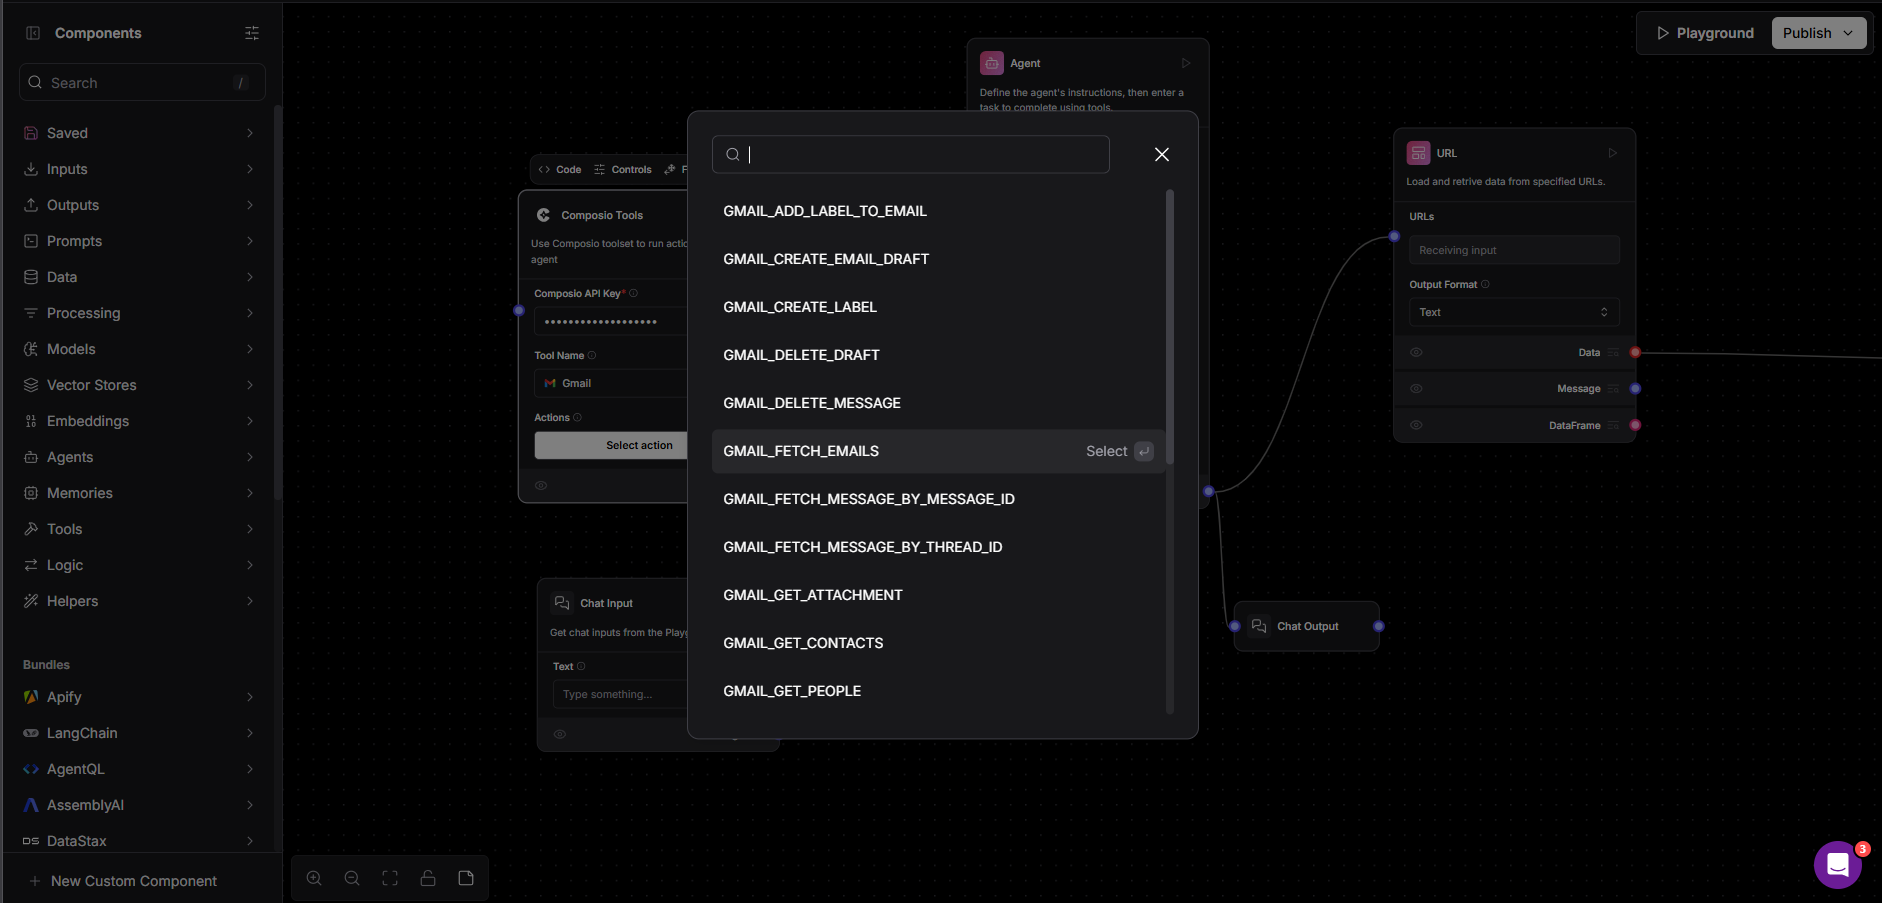 Components
Search
/
Saved
Inputs
Outputs
Prompts
Data
Processing
Models
Vector Stores
Embeddings
Agents
Memories
Tools
Logic
Helpers
Bundles
Apify
LangChain
AgentQL
AssemblyAI
DS DataStax
New Custom Component
Code
Controls
Composio Tools
Use Composio toolset to run
agent
Composio API Key*
•••••••••••••••••••
Tool Name
Gmail
Actions
Select action
Chat Input
Get chat inputs from the
Text
Type something...
Agent
Define the agent's instructions, then enter a
task to complete using tools.
GMAIL_ADD_LABEL_TO_EMAIL
GMAIL_CREATE_EMAIL_DRAFT
GMAIL_CREATE_LABEL
GMAIL_DELETE_DRAFT
GMAIL_DELETE_MESSAGE
GMAIL_FETCH_EMAILS Select
GMAIL_FETCH_MESSAGE_BY_MESSAGE_ID
GMAIL_FETCH_MESSAGE_BY_THREAD_ID
GMAIL_GET_ATTACHMENT
GMAIL_GET_CONTACTS
GMAIL_GET_PEOPLE
Playground
Publish
URL
Load and retrive data from specified URLs.
URLs
Receiving input
Output Format
Text
Data
Message
DataFrame
Chat Output
3